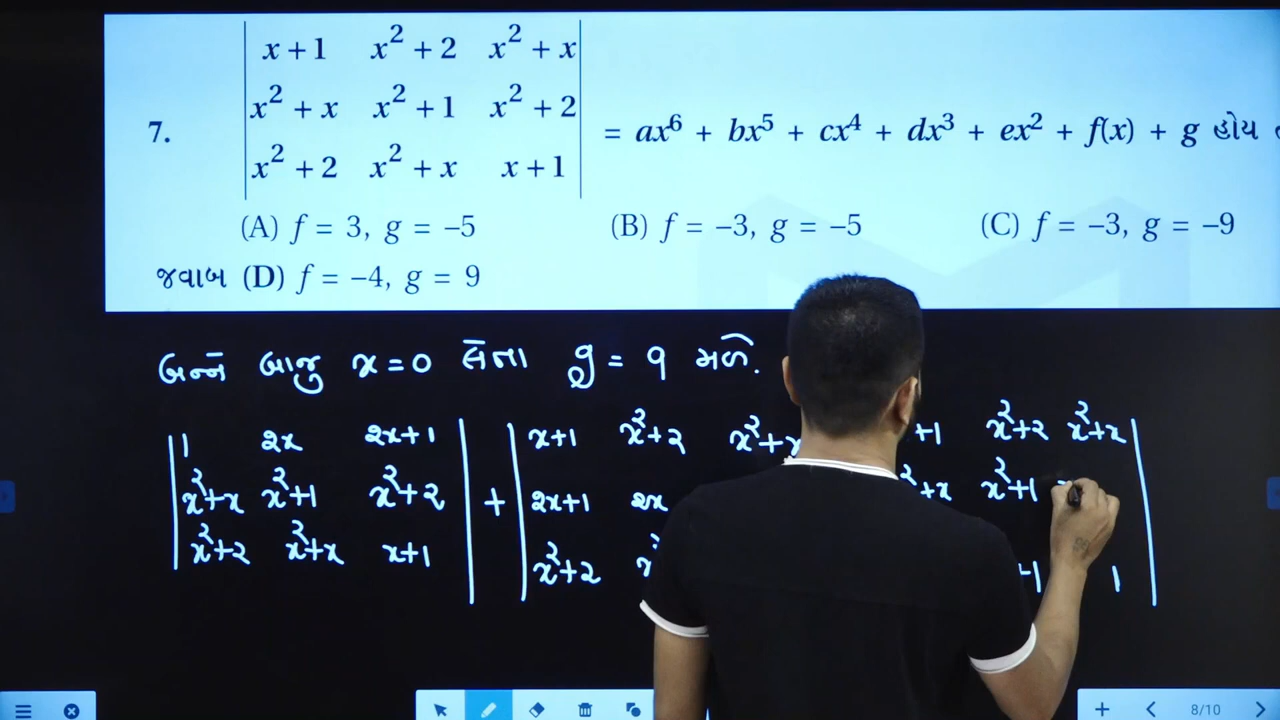 7.
x + 1 x² + 2 x² + x
x² + x x² + 1 x² + 2
x² + 2 x² + x x + 1
= ax⁶ + bx⁵ + cx⁴ + dx³ + ex² + f(x) + g હોય
(A) f = 3, g = –5 (B) f = –3, g = –5 (C) f = –3, g = –9
જવાબ (D) f = –4, g = 9
બન્ને બાજુ x = 0 લેતા g = 9 મળે.
1 2x 2x+1 x+1 x²+2 x²+x +1 x²+2 x²+x
x²+x x²+1 x²+2 + 2x+1 2x +x x²+1
x²+2 x²+x x+1 x²+2 1
8/10